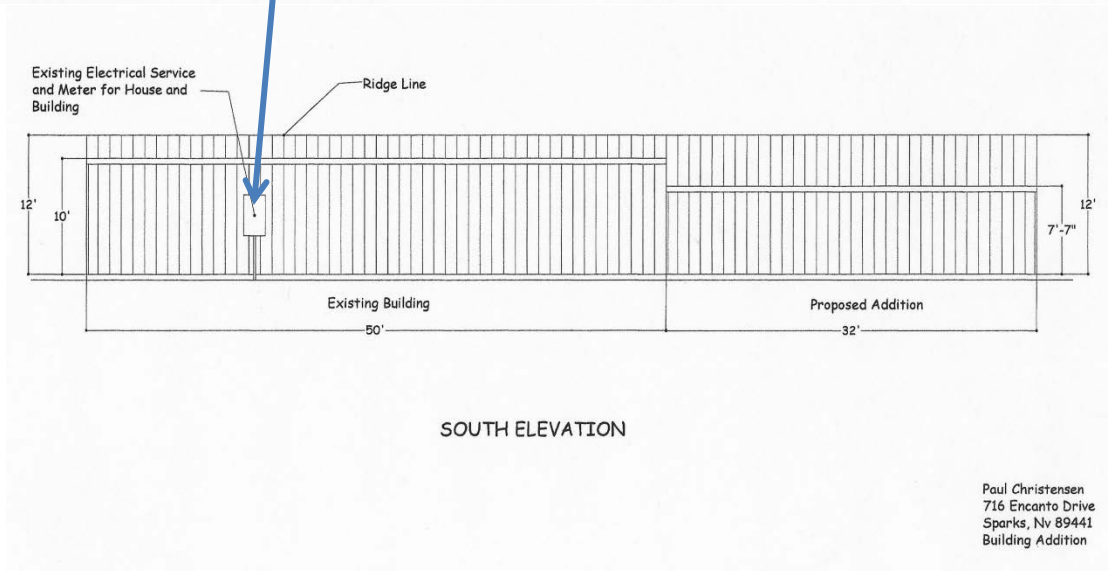 Existing Electrical Service
and Meter for House and
Building
Ridge Line
12'
10'
12'
7'-7"
Existing Building
Proposed Addition
50'
32'
SOUTH ELEVATION
Paul Christensen
716 Encanto Drive
Sparks, Nv 89441
Building Addition